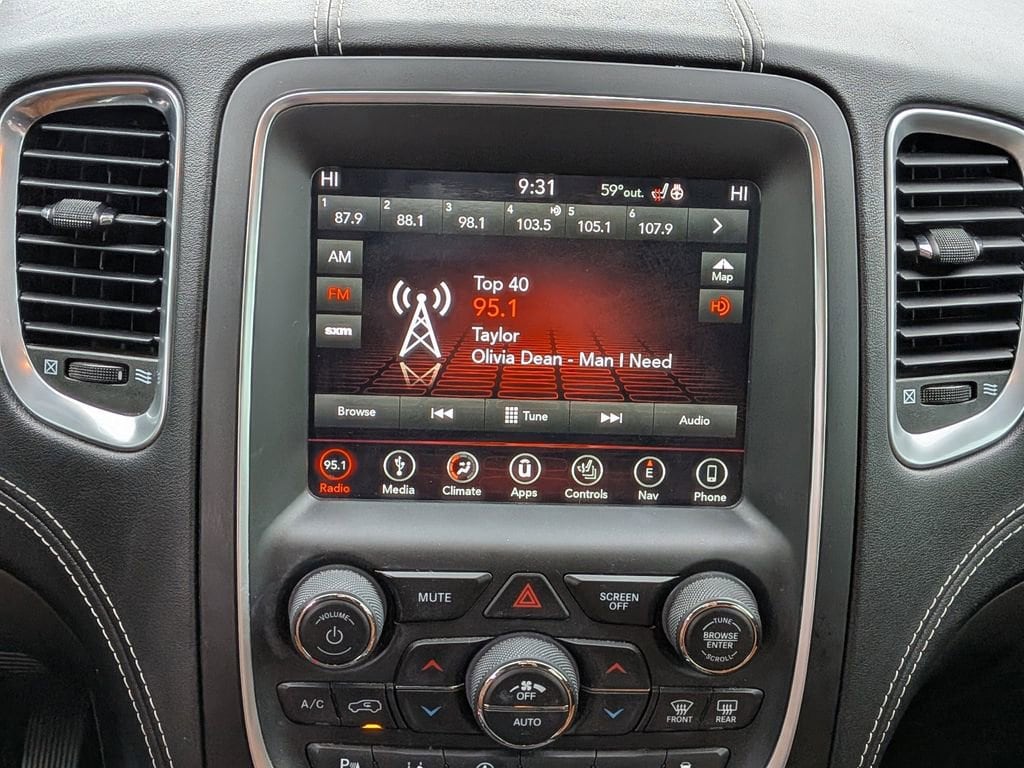 HI 9:31 59°out. HI
1 87.9 2 88.1 3 98.1 4 103.5 HD 5 105.1 6 107.9
AM
FM
sxm
Top 40
95.1
Taylor
Olivia Dean - Man I Need
Map
HD
Browse Tune Audio
95.1 U E
Radio Media Climate Apps Controls Nav Phone
MUTE SCREEN OFF
VOLUME
TUNE
BROWSE
ENTER
SCROLL
A/C
OFF
AUTO
FRONT REAR
P